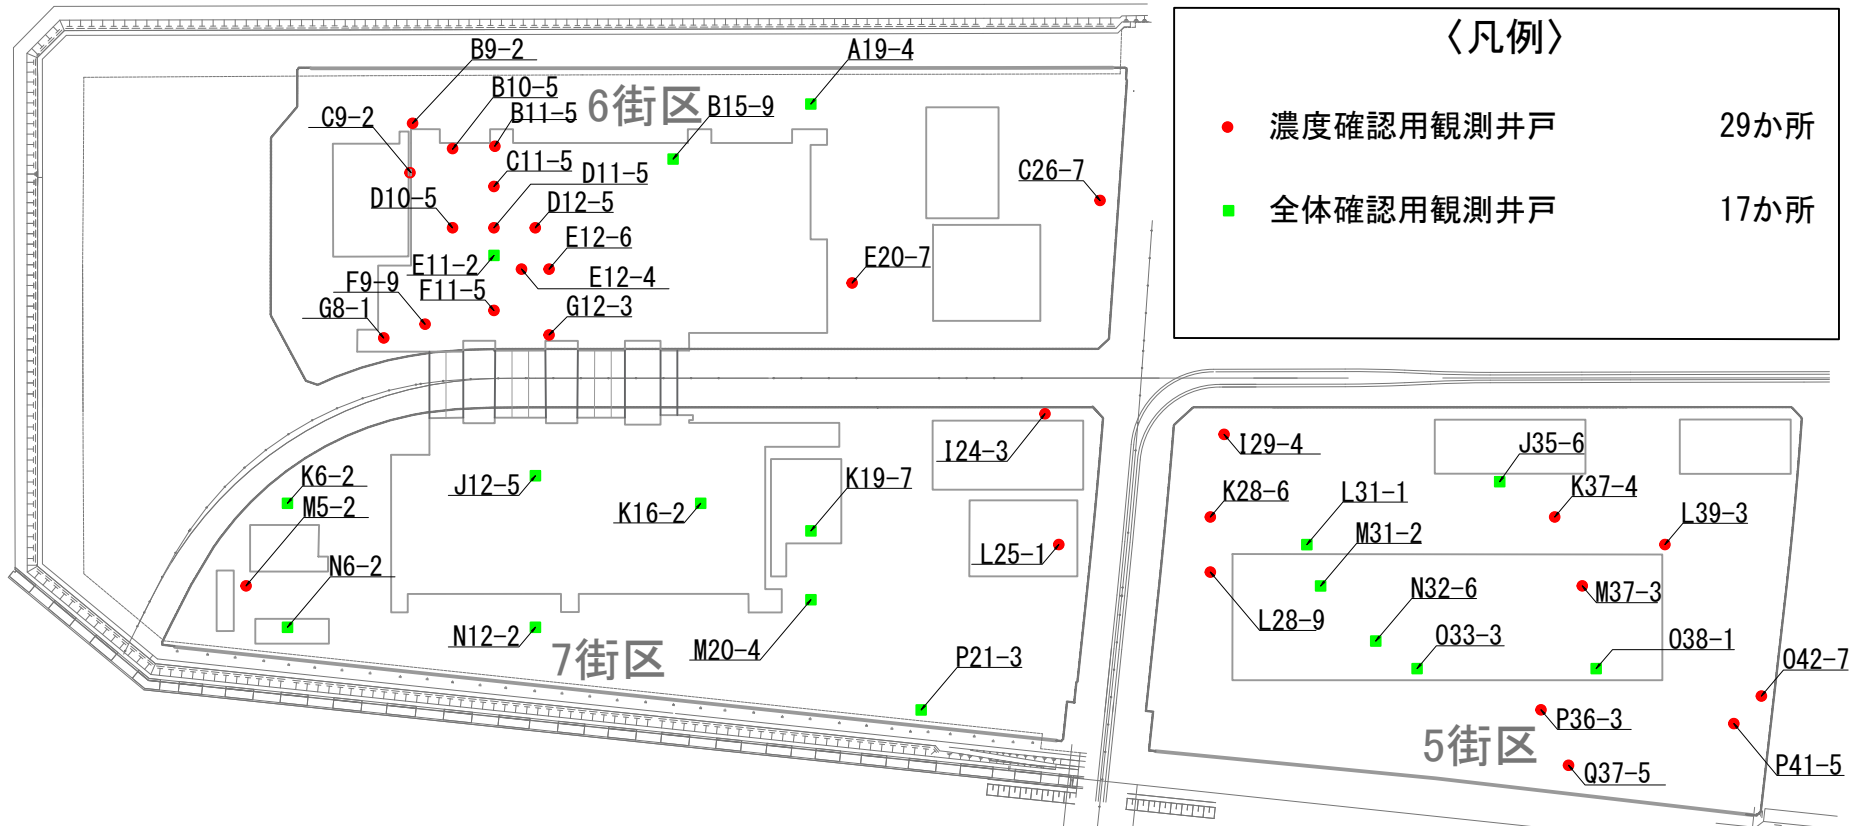 〈凡例〉
濃度確認用観測井戸 29か所
全体確認用観測井戸 17か所
6街区
B9-2
A19-4
B10-5
B15-9
B11-5
C9-2
C11-5
D11-5
C26-7
D10-5
D12-5
E12-6
E11-2
E12-4
E20-7
F9-9
F11-5
G8-1
G12-3
7街区
I24-3
K6-2
J12-5
K19-7
M5-2
K16-2
L25-1
N6-2
N12-2
M20-4
P21-3
5街区
I29-4
J35-6
K28-6
L31-1
K37-4
M31-2
L39-3
L28-9
N32-6
M37-3
O33-3
O38-1
O42-7
P36-3
Q37-5
P41-5